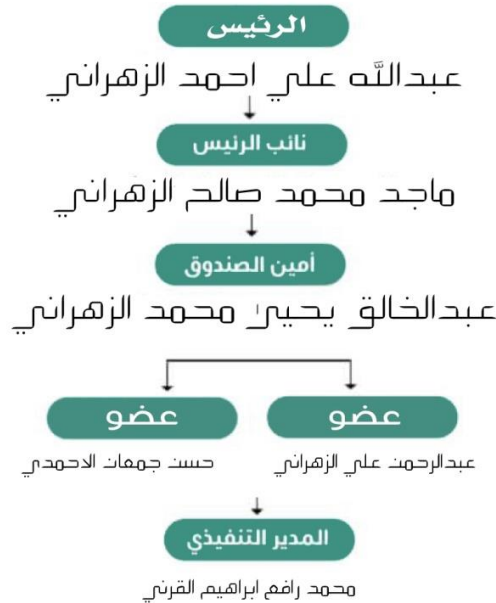 الرئيس
عبدالله علي احمد الزهراني
نائب الرئيس
ماجد محمد صالح الزهراني
أمين الصندوق
عبدالخالق يحيى محمد الزهراني
عضو عضو
عبدالرحمن علي الزهراني حسن جمعان الاحمدي
المدير التنفيذي
محمد رافع ابراهيم القرني